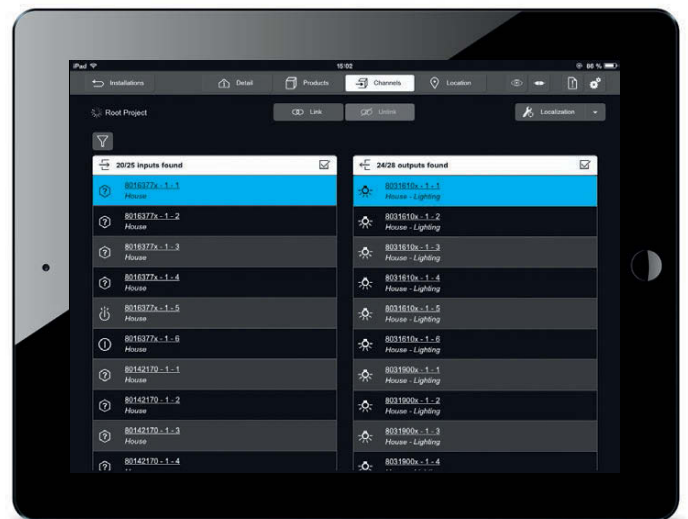 iPad
15:02
86 %
Installations
Detail
Products
Channels
Location
Root Project
Link
Unlink
Localization
20/25 inputs found
8016377x - 1 - 1
House
8016377x - 1 - 2
House
8016377x - 1 - 3
House
8016377x - 1 - 4
House
8016377x - 1 - 5
House
8016377x - 1 - 6
House
80142170 - 1 - 1
House
80142170 - 1 - 2
House
80142170 - 1 - 3
House
80142170 - 1 - 4
24/28 outputs found
8031610x - 1 - 1
House - Lighting
8031610x - 1 - 2
House - Lighting
8031610x - 1 - 3
House - Lighting
8031610x - 1 - 4
House - Lighting
8031610x - 1 - 5
House - Lighting
8031610x - 1 - 6
House - Lighting
8031900x - 1 - 1
House - Lighting
8031900x - 1 - 2
House - Lighting
8031900x - 1 - 3
House - Lighting
8031900x - 1 - 4